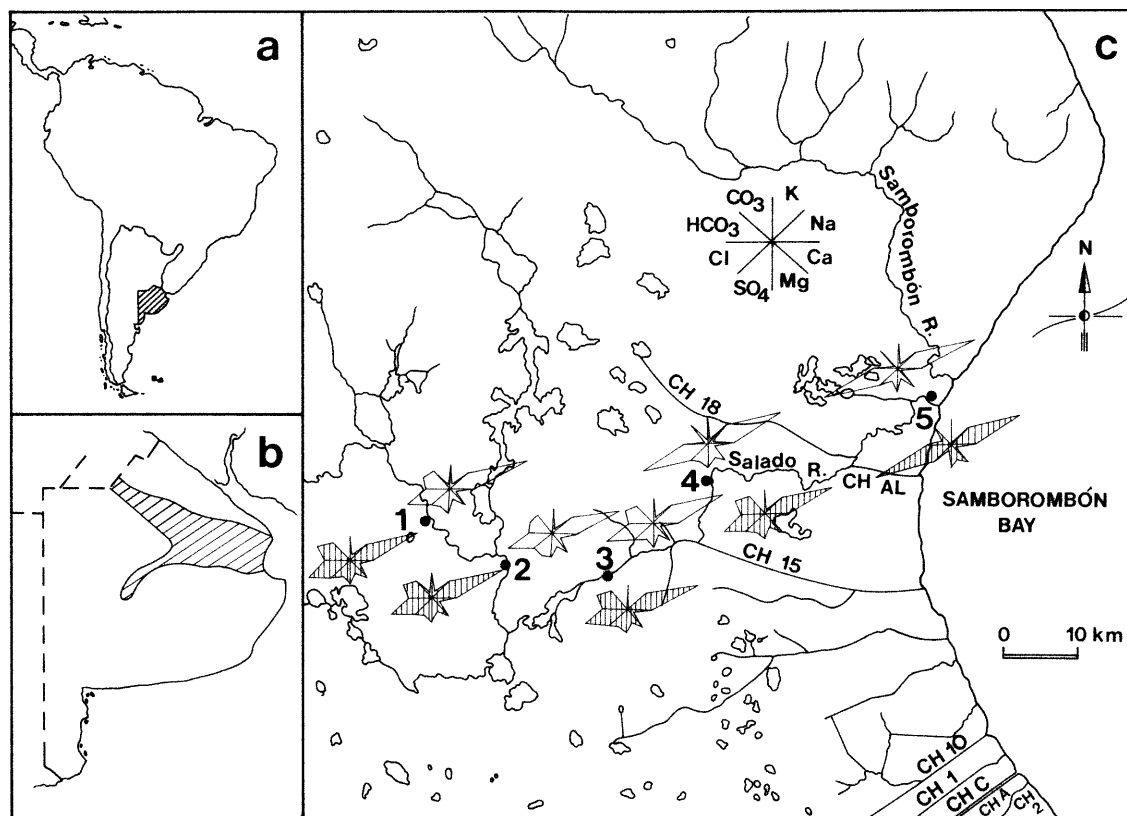 a
b
c
CO3
K
HCO3
Na
Cl
Ca
SO4
Mg
Samborombón R.
N
CH 18
5
Salado R.
4
CH AL
SAMBOROMBÓN
BAY
1
2
3
CH 15
0 10 km
CH 10
CH 1
CH C
CH A
CH 2